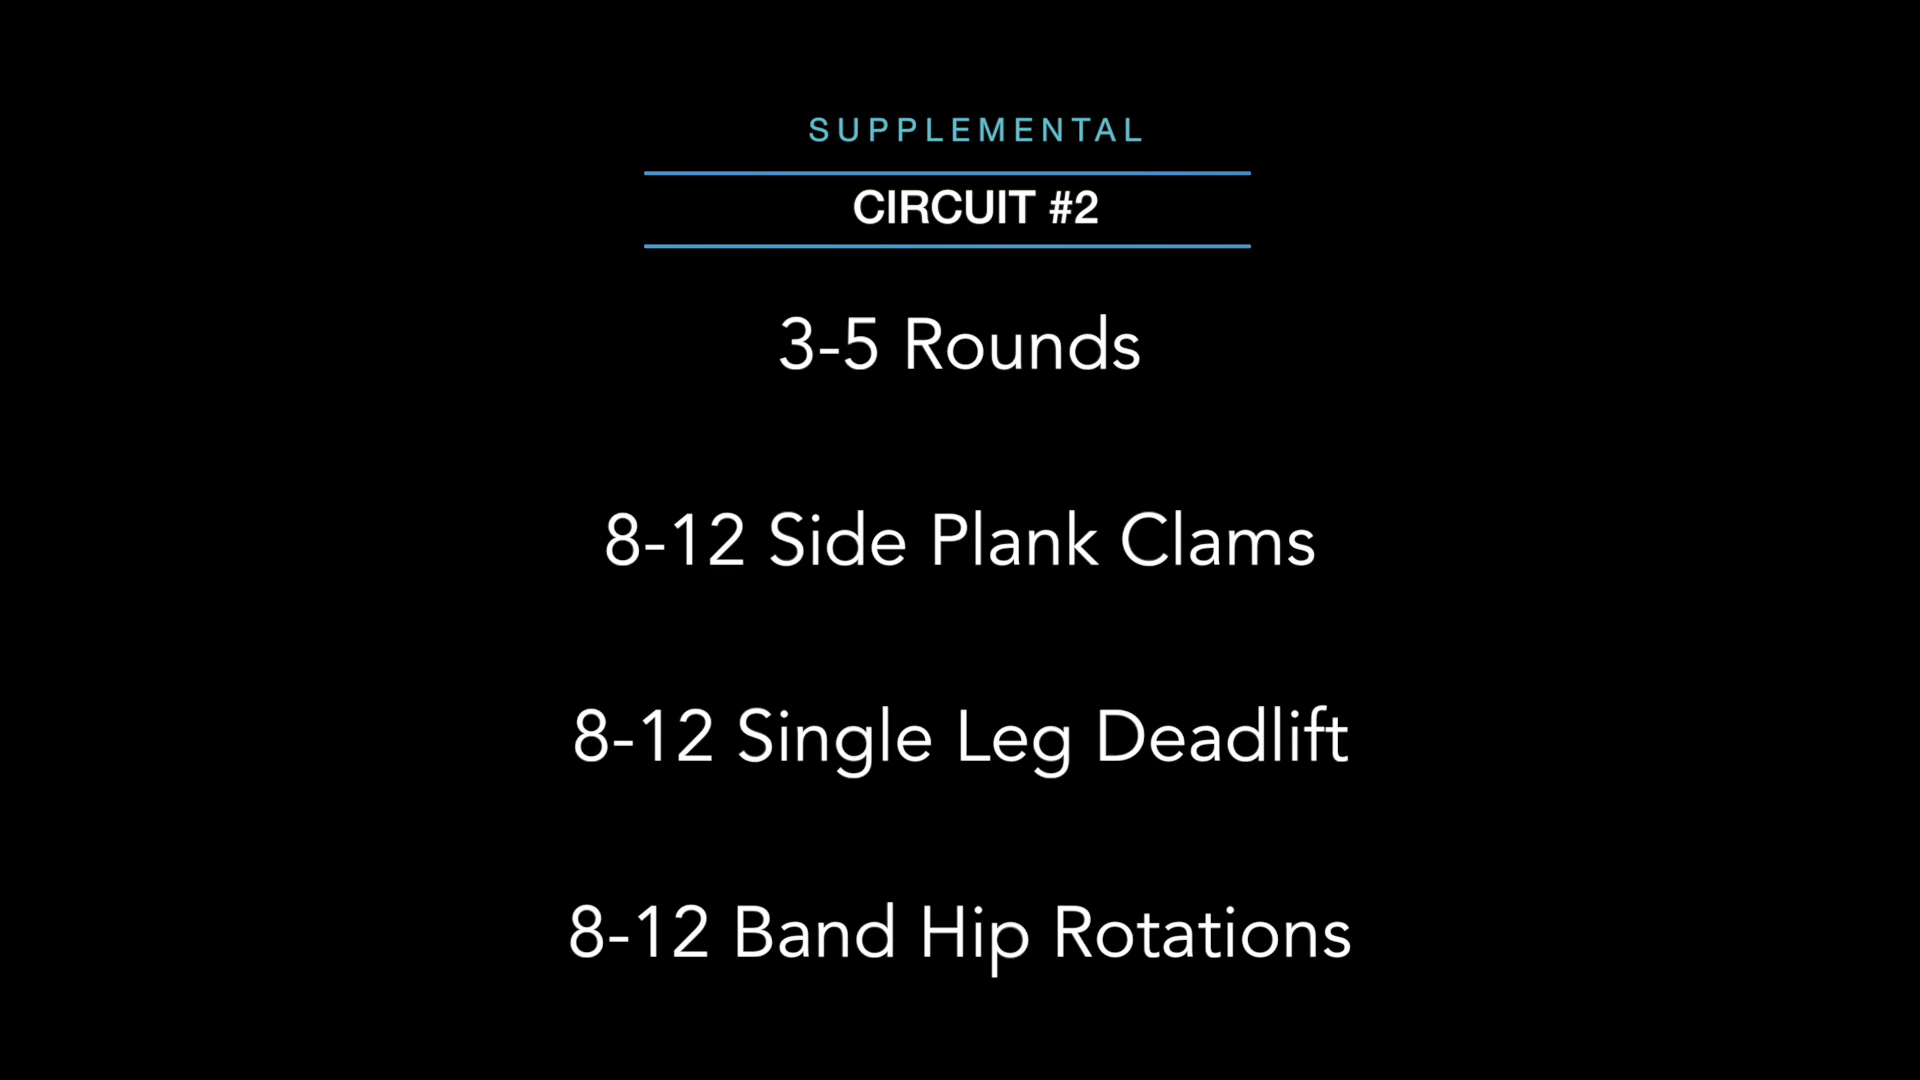 SUPPLEMENTAL
CIRCUIT #2
3-5 Rounds
8-12 Side Plank Clams
8-12 Single Leg Deadlift
8-12 Band Hip Rotations